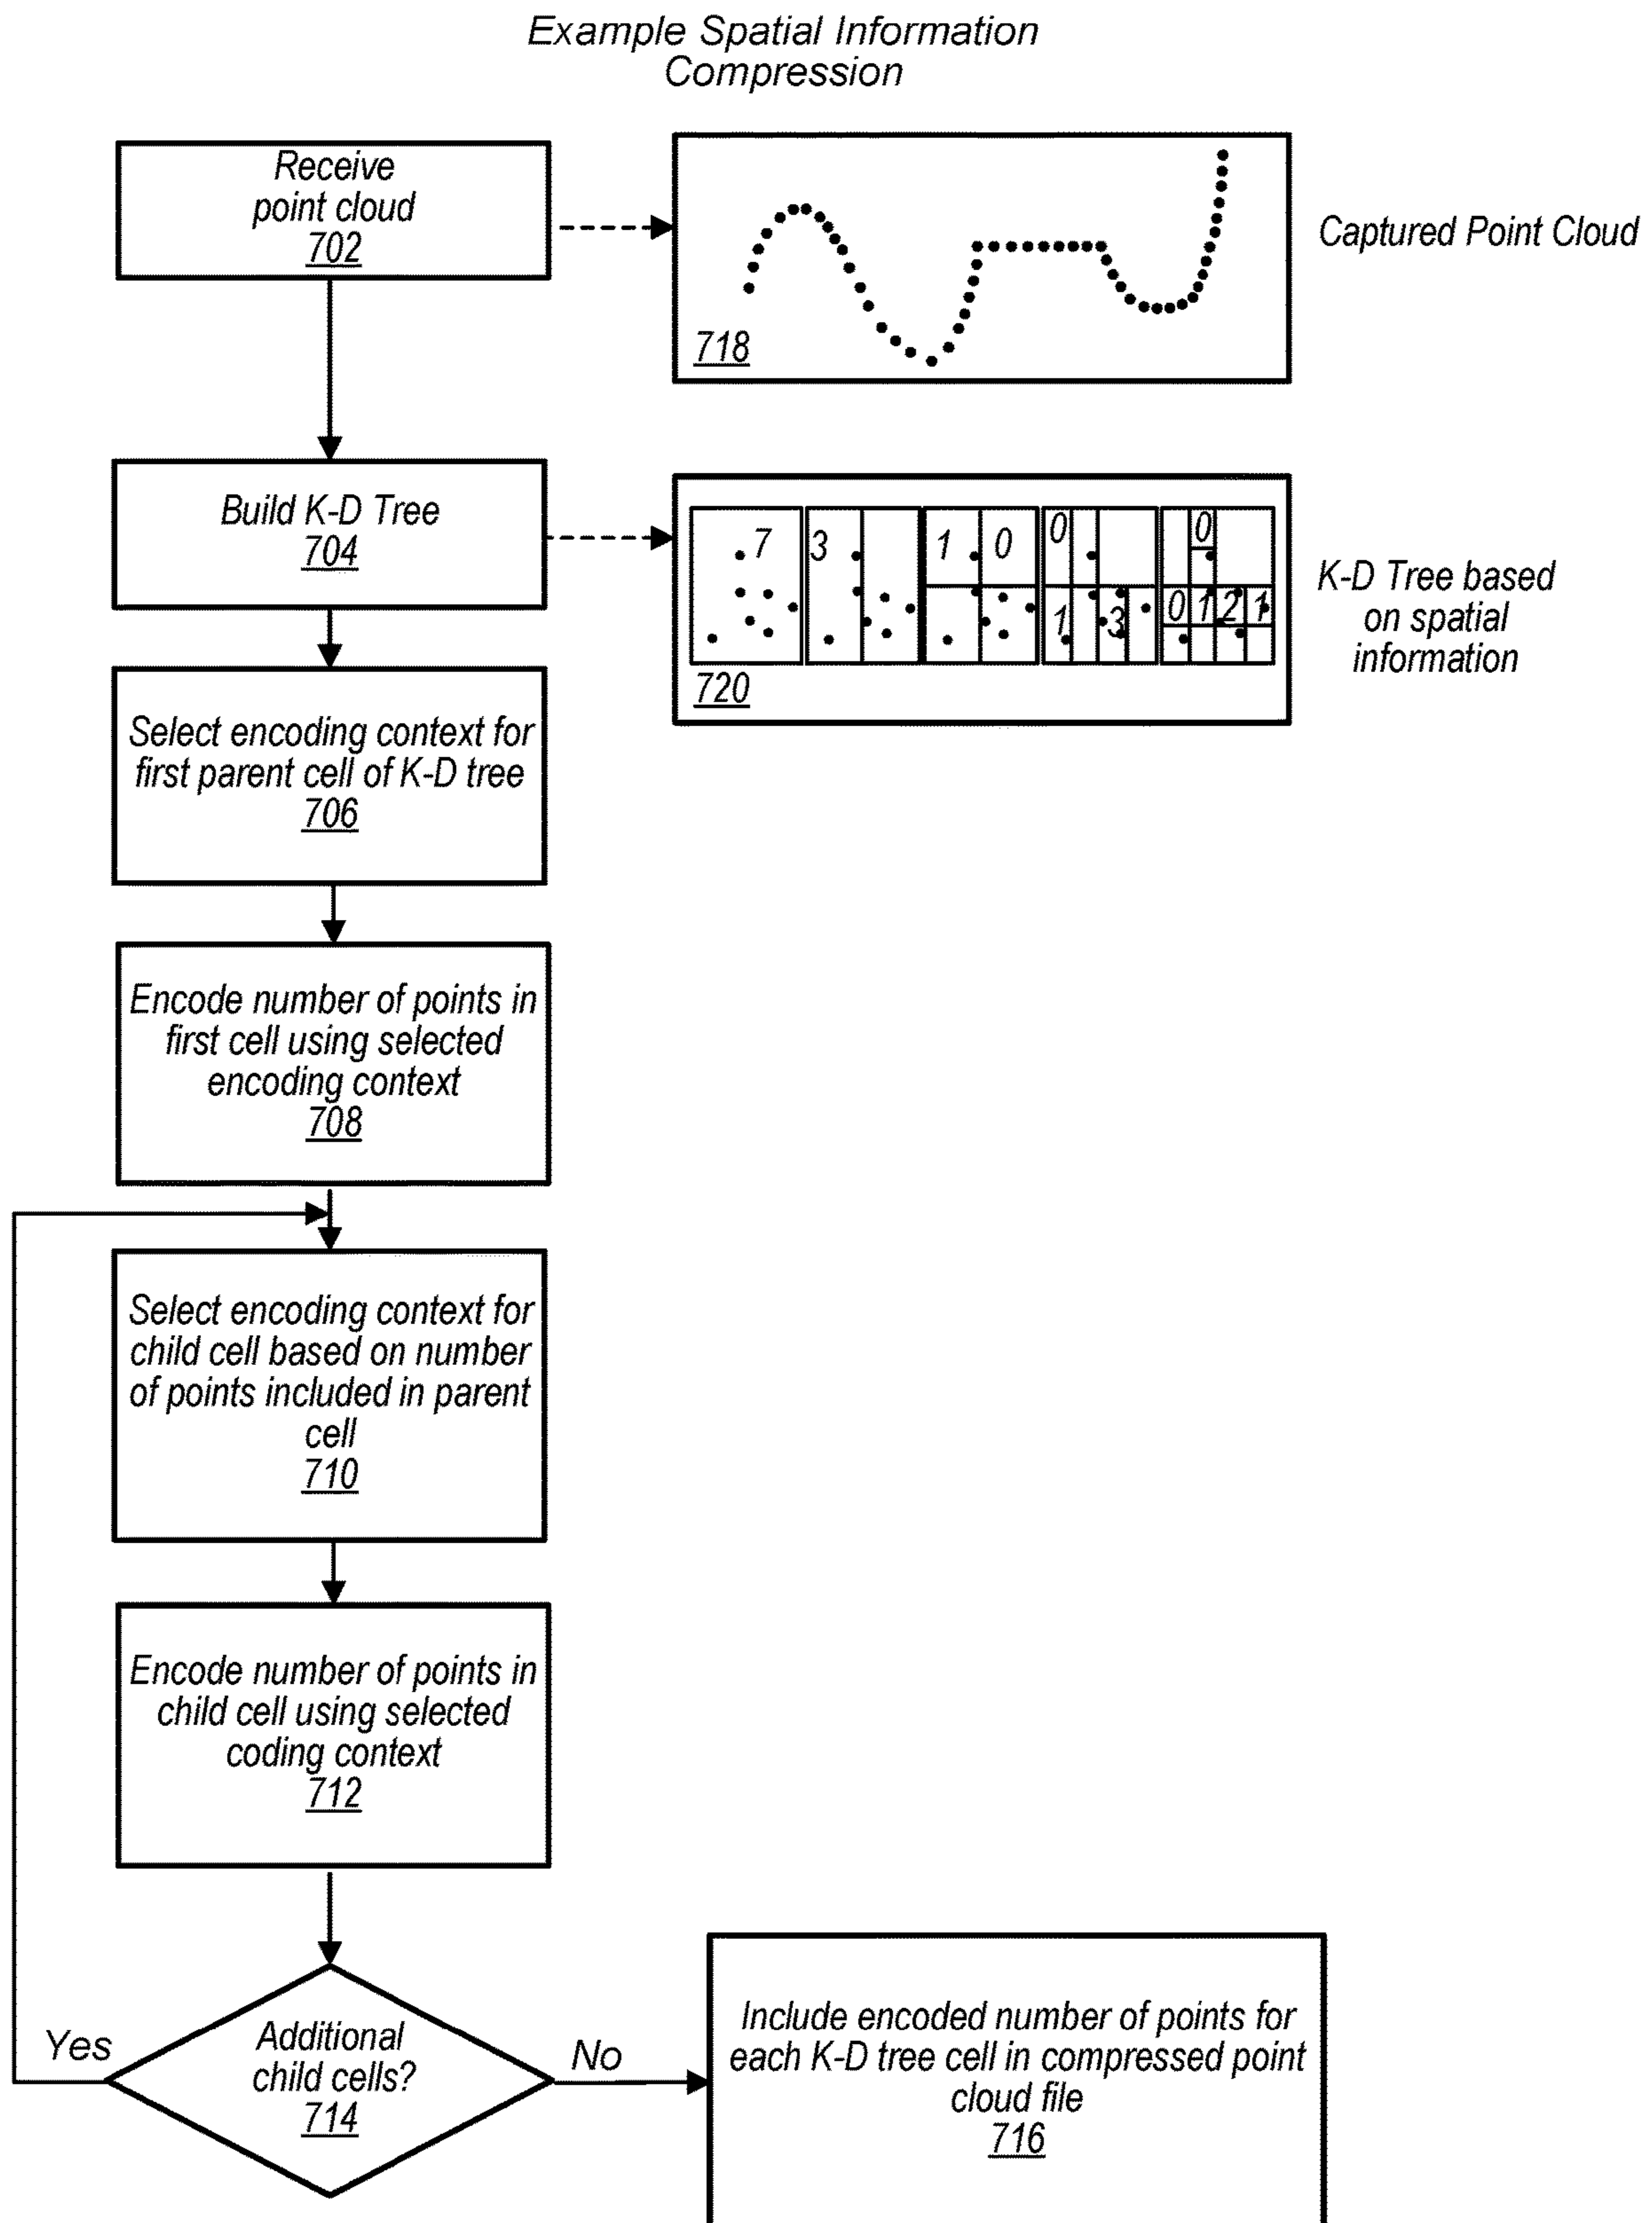 Example Spatial Information
Compression
Receive
point cloud
702
718
Captured Point Cloud
Build K-D Tree
704
7
3
1 0
0
1 3
0
0 1 2 1
720
K-D Tree based
on spatial
information
Select encoding context for
first parent cell of K-D tree
706
Encode number of points in
first cell using selected
encoding context
708
Select encoding context for
child cell based on number
of points included in parent
cell
710
Encode number of points in
child cell using selected
coding context
712
Additional
child cells?
714
Yes
No
Include encoded number of points for
each K-D tree cell in compressed point
cloud file
716